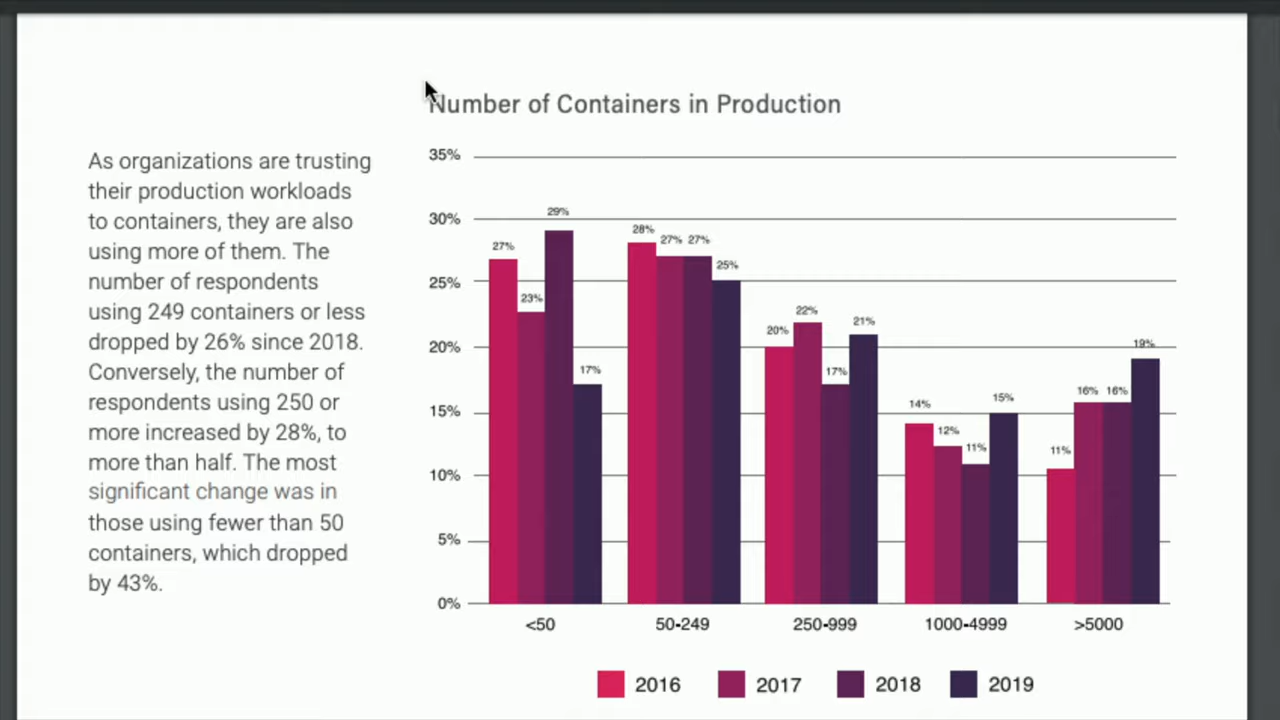 Number of Containers in Production
As organizations are trusting
their production workloads
to containers, they are also
using more of them. The
number of respondents
using 249 containers or less
dropped by 26% since 2018.
Conversely, the number of
respondents using 250 or
more increased by 28%, to
more than half. The most
significant change was in
those using fewer than 50
containers, which dropped
by 43%.
35%
30%
25%
20%
15%
10%
5%
0%
27% 23% 29% 17%
28% 27% 27% 25%
20% 22% 17% 21%
14% 12% 11% 15%
11% 16% 16% 19%
<50 50-249 250-999 1000-4999 >5000
2016 2017 2018 2019